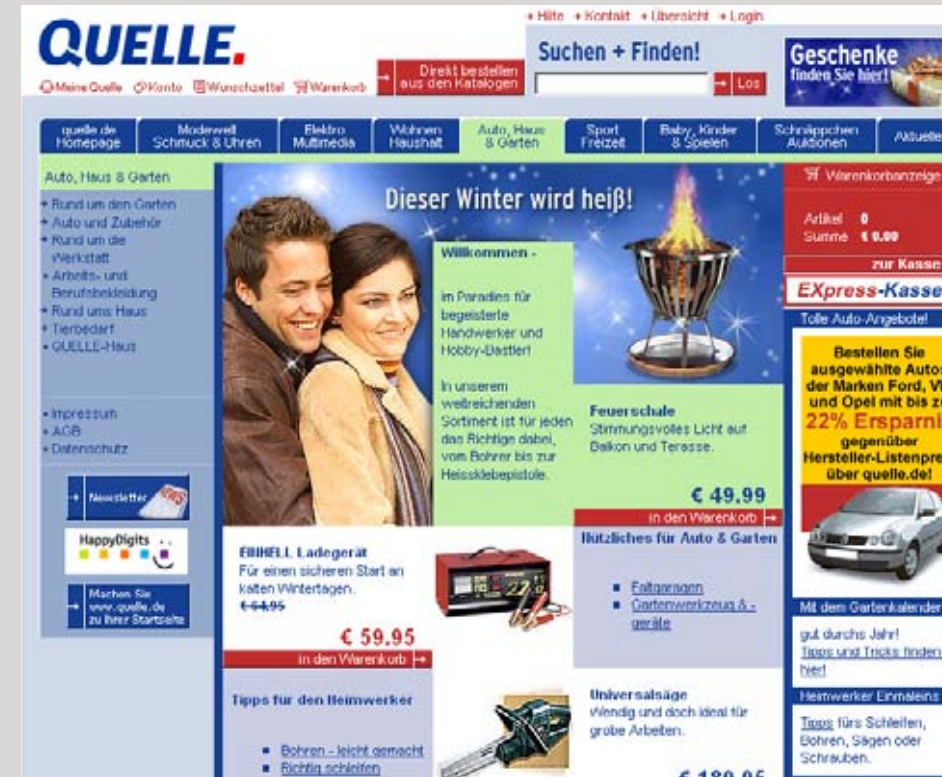 Hilfe Kontakt Übersicht Login
QUELLE.
Meine Quelle Konto Wunschzettel Warenkorb
Direkt bestellen
aus den Katalogen
Suchen + Finden!
Los
Geschenke
finden Sie hier!
quelle.de
Homepage
Modewelt
Schmuck & Uhren
Elektro
Multimedia
Wohnen
Haushalt
Auto, Haus
& Garten
Sport
Freizeit
Baby, Kinder
& Spielen
Schnäppchen
Auktionen
Aktuelle
Auto, Haus & Garten
Rund um den Garten
Auto und Zubehör
Rund um die
Werkstatt
Arbeits- und
Berufsbekleidung
Rund ums Haus
Tierbedarf
QUELLE-Haus
Impressum
AGB
Datenschutz
Newsletter
HappyDigits
Machen Sie
www.quelle.de
zu Ihrer Startseite
Dieser Winter wird heiß!
Willkommen -
im Paradies für
begeisterte
Handwerker und
Hobby-Bastler!
In unserem
weitreichenden
Sortiment ist für jeden
das Richtige dabei,
vom Bohrer bis zur
Heissklebepistole.
Feuerschale
Stimmungsvolles Licht auf
Balkon und Terasse.
€ 49.99
in den Warenkorb
EINHELL Ladegerät
Für einen sicheren Start an
kalten Wintertagen.
€ 64.95
€ 59.95
in den Warenkorb
Nützliches für Auto & Garten
Faltgaragen
Gartenwerkzeug & -
geräte
Tipps für den Heimwerker
Bohren - leicht gemacht
Richtig schleifen
Universalsäge
Wendig und doch ideal für
grobe Arbeiten.
€ 189.95
Warenkorbanzeige
Artikel 0
Summe € 0.00
zur Kasse
EXpress-Kasse
Tolle Auto-Angebote!
Bestellen Sie
ausgewählte Autos
der Marken Ford, V
und Opel mit bis z
22% Ersparni
gegenüber
Hersteller-Listenpre
über quelle.de!
Mit dem Gartenkalender
gut durchs Jahr!
Tipps und Tricks finden
hier!
Heimwerker Einmaleins
Tipps fürs Schleifen,
Bohren, Sägen oder
Schrauben.